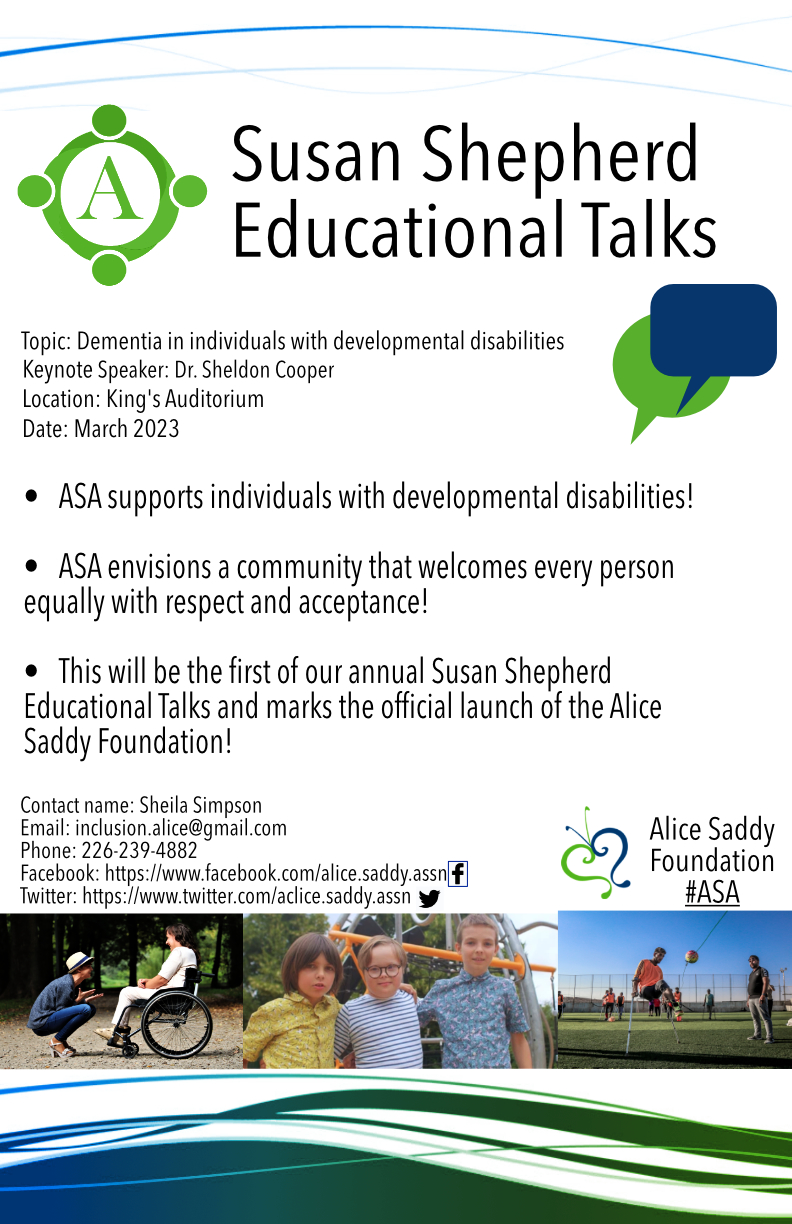 A
Susan Shepherd
Educational Talks
Topic: Dementia in individuals with developmental disabilities
Keynote Speaker: Dr. Sheldon Cooper
Location: King's Auditorium
Date: March 2023
• ASA supports individuals with developmental disabilities!
• ASA envisions a community that welcomes every person
equally with respect and acceptance!
• This will be the first of our annual Susan Shepherd
Educational Talks and marks the official launch of the Alice
Saddy Foundation!
Contact name: Sheila Simpson
Email: inclusion.alice@gmail.com
Phone: 226-239-4882
Facebook: https://www.facebook.com/alice.saddy.assn
Twitter: https://www.twitter.com/aclice.saddy.assn
Alice Saddy
Foundation
#ASA